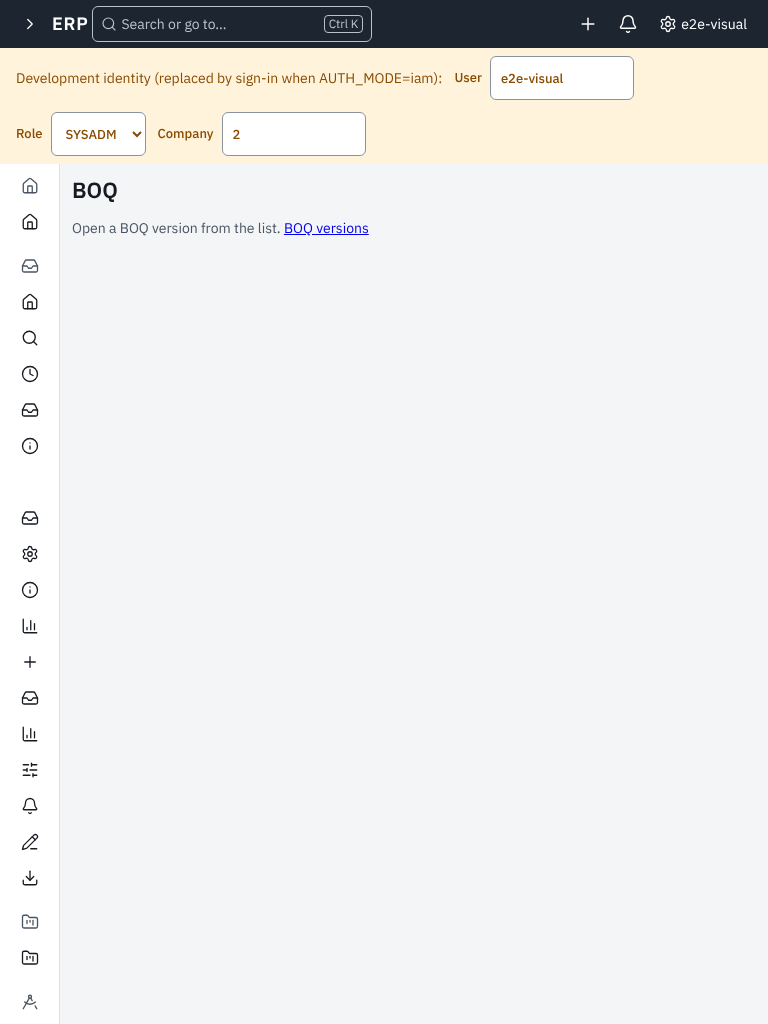 ERP Search or go to... Ctrl K e2e-visual
Development identity (replaced by sign-in when AUTH_MODE=iam): User e2e-visual
Role SYSADM Company 2
BOQ
Open a BOQ version from the list. BOQ versions